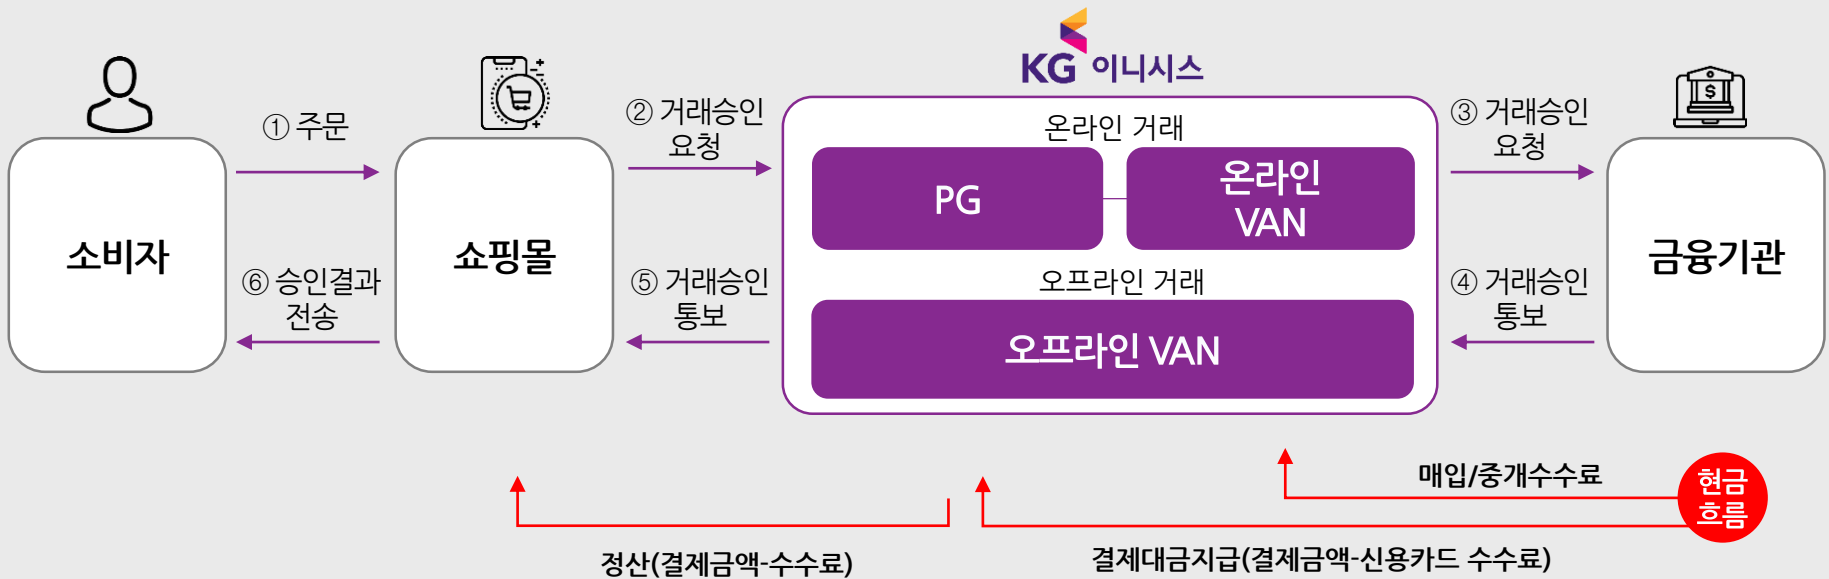 KG 이니시스
소비자
① 주문
⑥ 승인결과
전송
쇼핑몰
② 거래승인
요청
⑤ 거래승인
통보
온라인 거래
PG
온라인
VAN
오프라인 거래
오프라인 VAN
③ 거래승인
요청
④ 거래승인
통보
$
금융기관
매입/중개수수료
현금
흐름
정산(결제금액-수수료)
결제대금지급(결제금액-신용카드 수수료)